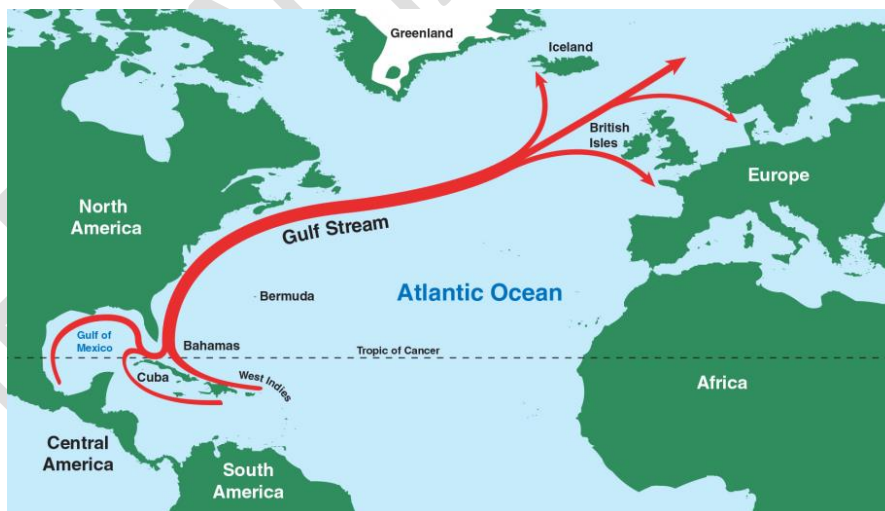 Greenland
Iceland
British
Isles
Europe
North
America
Gulf Stream
Bermuda
Atlantic Ocean
Gulf of
Mexico
Bahamas
Tropic of Cancer
Cuba
West Indies
Africa
Central
America
South
America